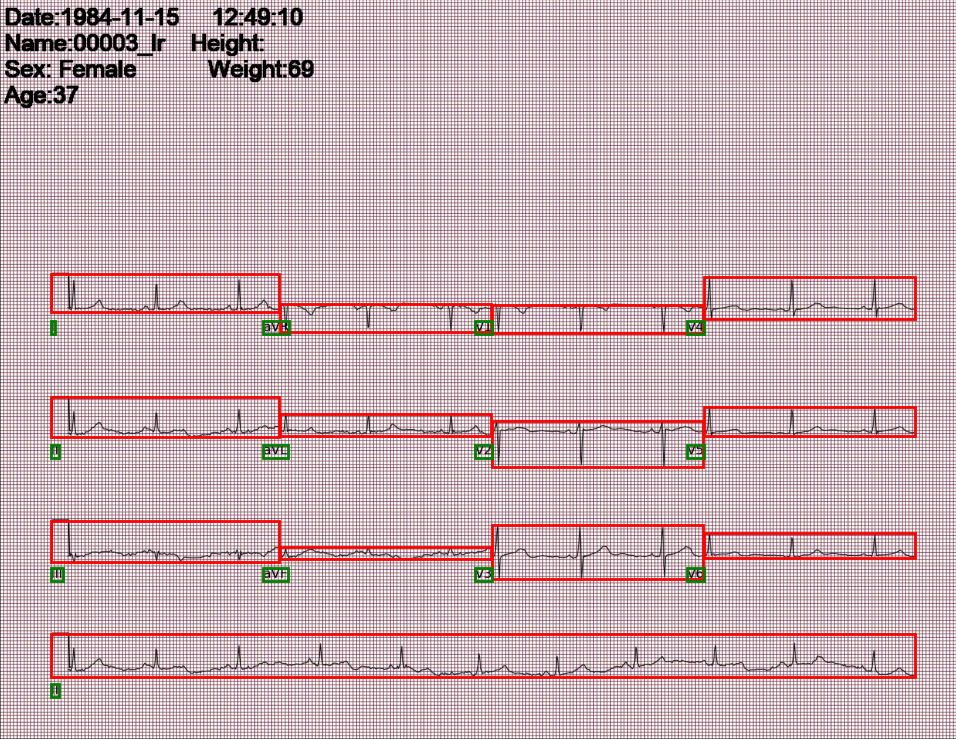 Date:1984-11-15 12:49:10
Name:00003_lr Height:
Sex: Female Weight:69
Age:37
I aVR V1 V4
II aVL V2 V5
III aVF V3 V6